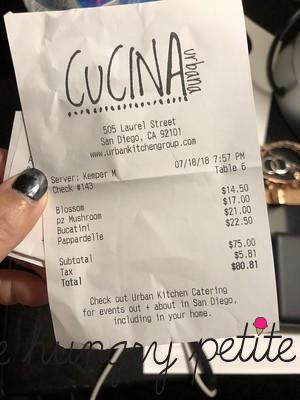 CUCINA
urbana
505 Laurel Street
San Diego, CA 92101
www.urbankitchengroup.com
07/18/18 7:57 PM
Server: Kemper M
Table 6
Check #143
Blossom $14.50
pz Mushroom $17.00
Bucatini $21.00
Pappardelle $22.50
Subtotal $75.00
Tax $5.81
Total $80.81
Check out Urban Kitchen Catering
for events out + about in San Diego,
including in your home.
e hungry petite